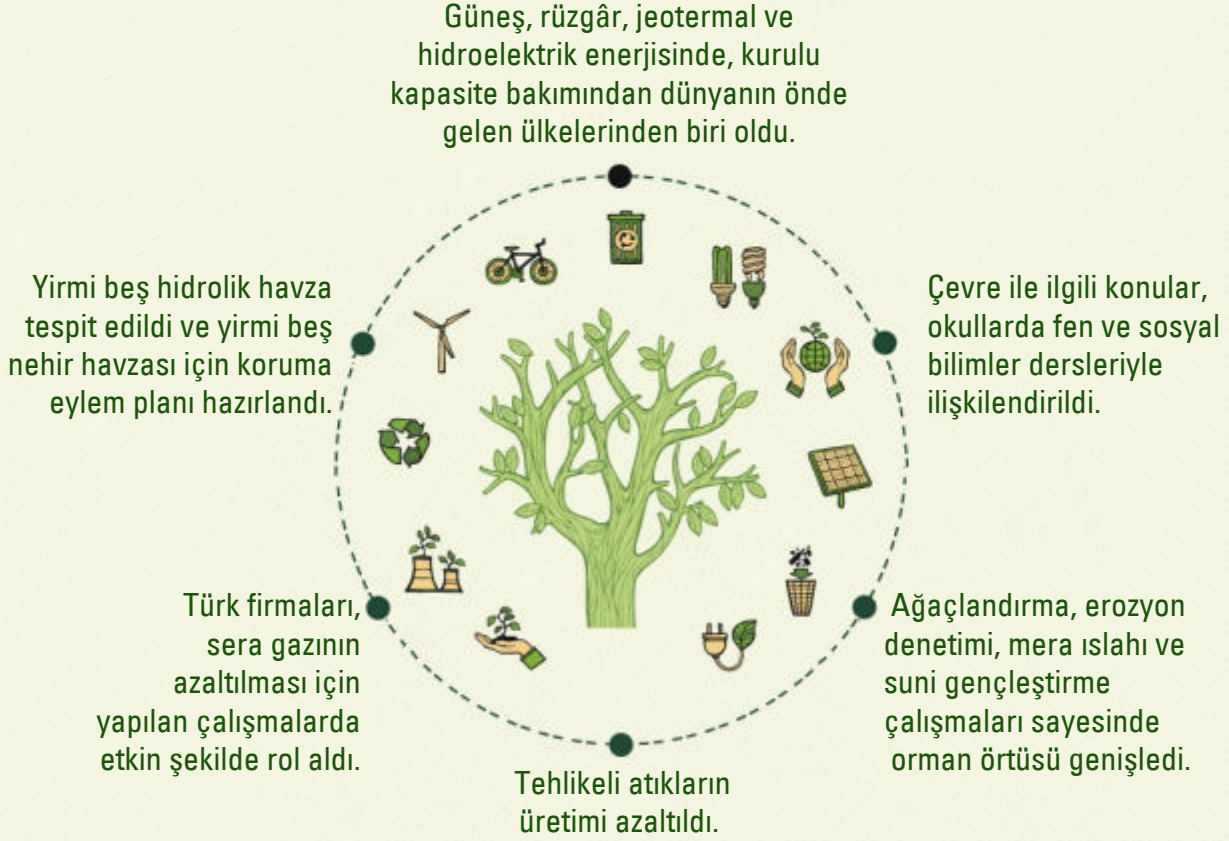 Güneş, rüzgâr, jeotermal ve
hidroelektrik enerjisinde, kurulu
kapasite bakımından dünyanın önde
gelen ülkelerinden biri oldu.
Yirmi beş hidrolik havza
tespit edildi ve yirmi beş
nehir havzası için koruma
eylem planı hazırlandı.
Çevre ile ilgili konular,
okullarda fen ve sosyal
bilimler dersleriyle
ilişkilendirildi.
Türk firmaları,
sera gazının
azaltılması için
yapılan çalışmalarda
etkin şekilde rol aldı.
Ağaçlandırma, erozyon
denetimi, mera ıslahı ve
suni gençleştirme
çalışmaları sayesinde
orman örtüsü genişledi.
Tehlikeli atıkların
üretimi azaltıldı.